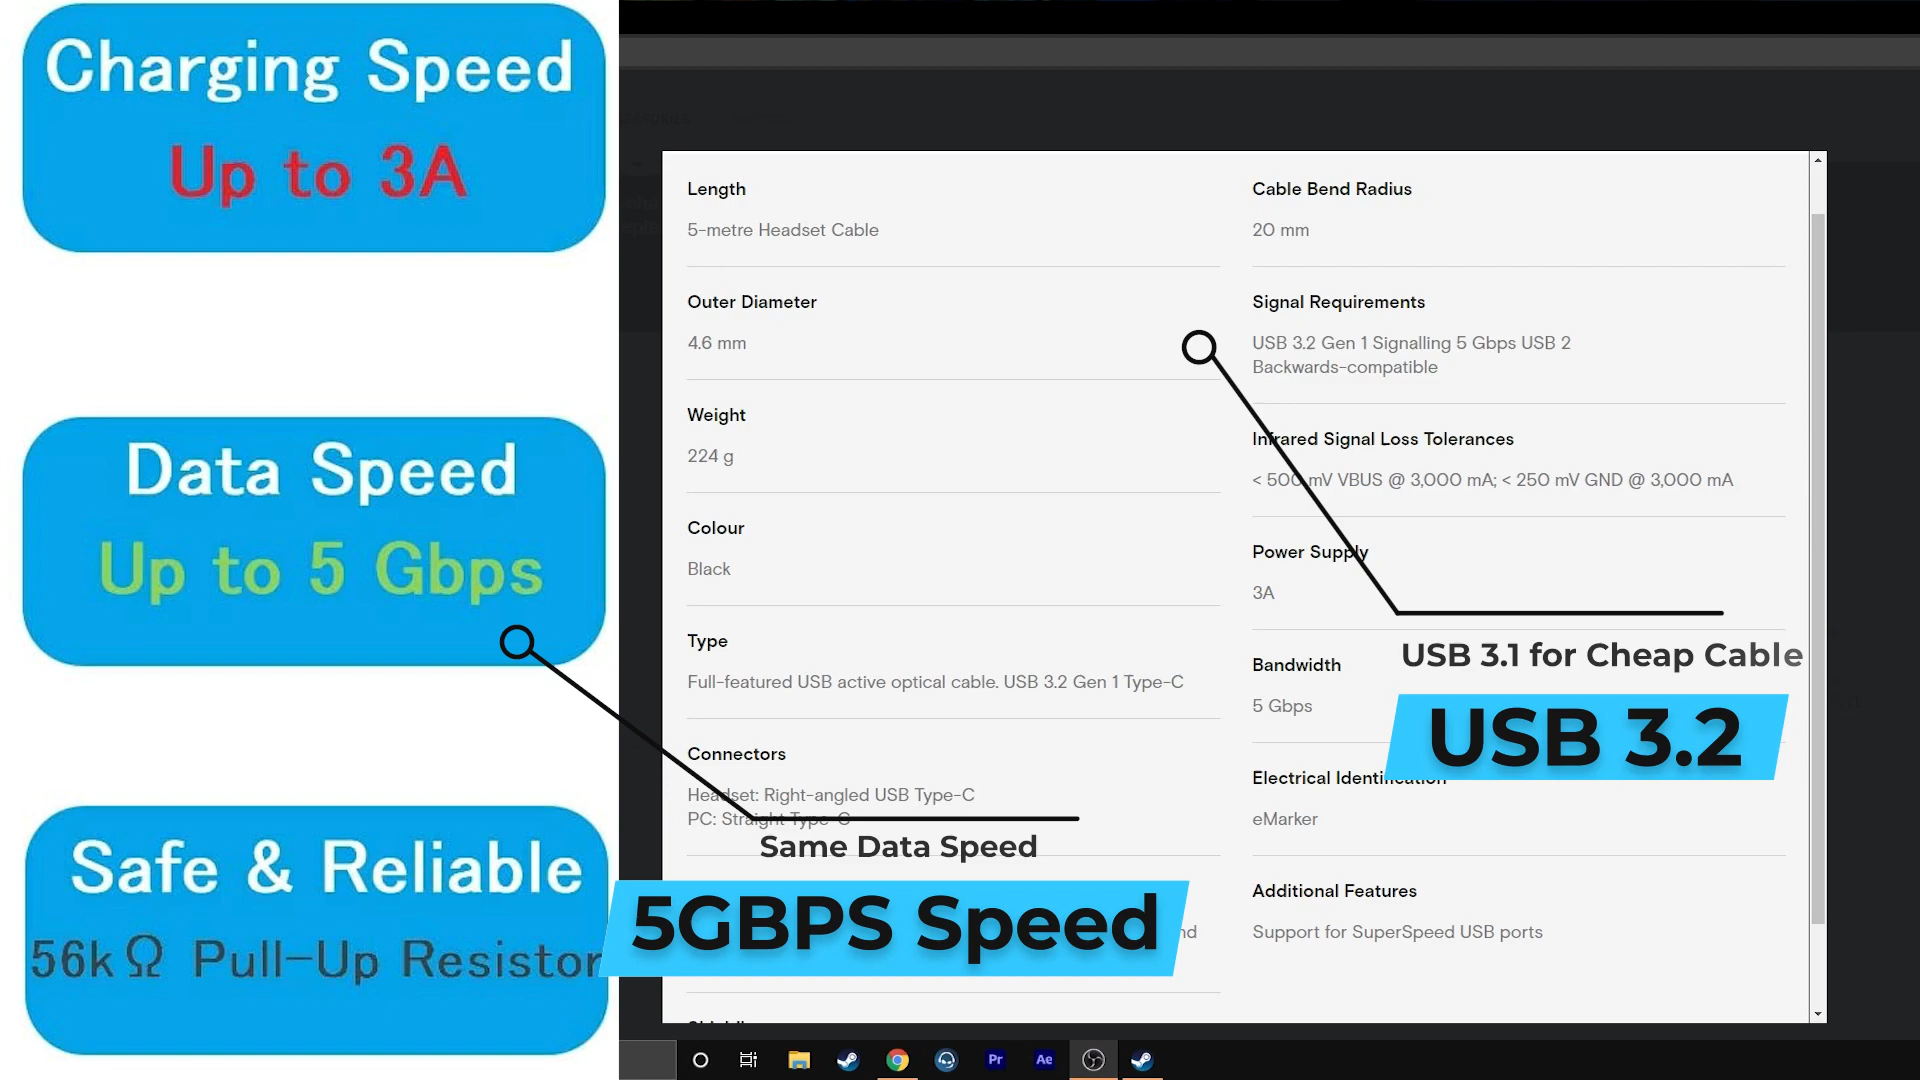 Charging Speed
Up to 3A
Data Speed
Up to 5 Gbps
Safe & Reliable
56kΩ Pull-Up Resistor
Length
5-metre Headset Cable
Outer Diameter
4.6 mm
Weight
224 g
Colour
Black
Type
Full-featured USB active optical cable. USB 3.2 Gen 1 Type-C
Connectors
Headset: Right-angled USB Type-C
PC: Straight Type-C
Same Data Speed
5GBPS Speed
Cable Bend Radius
20 mm
Signal Requirements
USB 3.2 Gen 1 Signalling 5 Gbps USB 2
Backwards-compatible
Infrared Signal Loss Tolerances
< 500 mV VBUS @ 3,000 mA; < 250 mV GND @ 3,000 mA
Power Supply
3A
USB 3.1 for Cheap Cable
USB 3.2
Bandwidth
5 Gbps
Electrical Identification
eMarker
Additional Features
Support for SuperSpeed USB ports
Pr
Ae